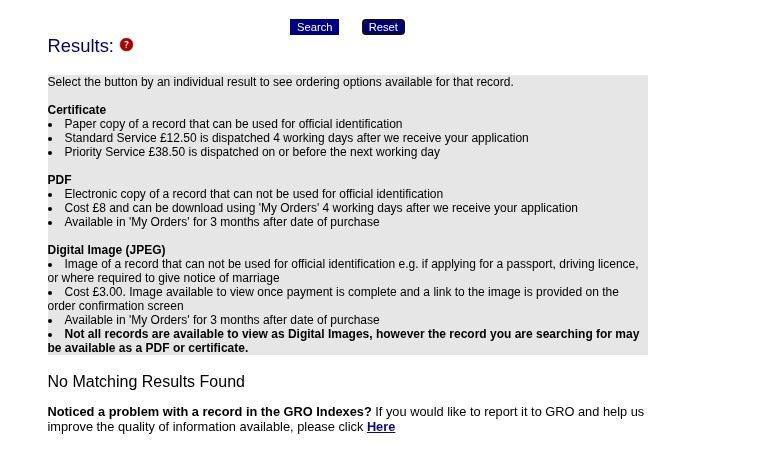 Search Reset
Results: ?
Select the button by an individual result to see ordering options available for that record.
Certificate
• Paper copy of a record that can be used for official identification
• Standard Service £12.50 is dispatched 4 working days after we receive your application
• Priority Service £38.50 is dispatched on or before the next working day
PDF
• Electronic copy of a record that can not be used for official identification
• Cost £8 and can be download using 'My Orders' 4 working days after we receive your application
• Available in 'My Orders' for 3 months after date of purchase
Digital Image (JPEG)
• Image of a record that can not be used for official identification e.g. if applying for a passport, driving licence,
or where required to give notice of marriage
• Cost £3.00. Image available to view once payment is complete and a link to the image is provided on the
order confirmation screen
• Available in 'My Orders' for 3 months after date of purchase
• Not all records are available to view as Digital Images, however the record you are searching for may
be available as a PDF or certificate.
No Matching Results Found
Noticed a problem with a record in the GRO Indexes? If you would like to report it to GRO and help us
improve the quality of information available, please click Here